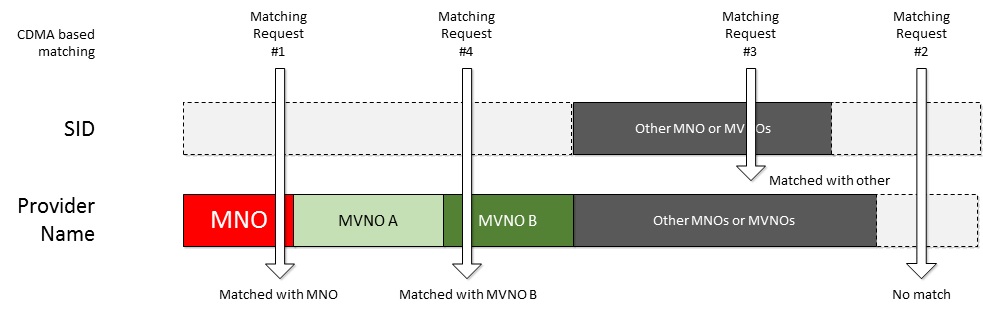 CDMA based
matching
Matching
Request
#1
Matching
Request
#4
Matching
Request
#3
Matching
Request
#2
SID
Other MNO or MV Os
Matched with other
Provider
Name
MNO
MVNO A
MVNO B
Other MNOs or MVNOs
Matched with MNO
Matched with MVNO B
No match